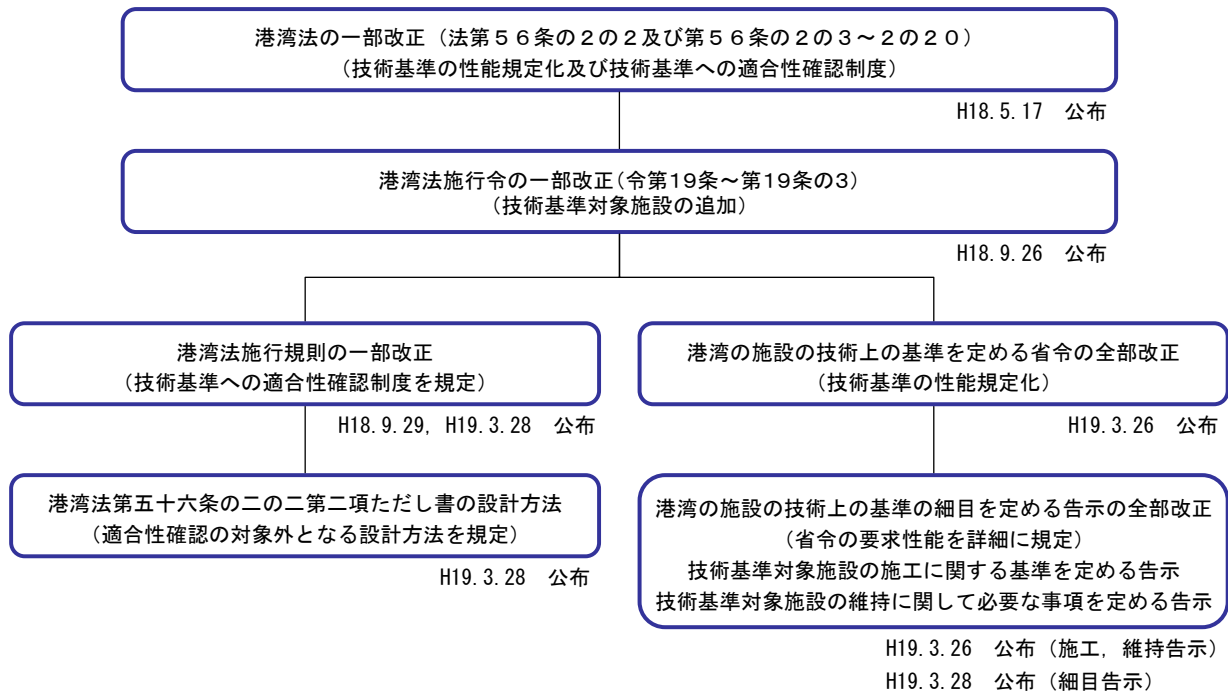 港湾法の一部改正（法第５６条の２の２及び第５６条の２の３～２の２０）
（技術基準の性能規定化及び技術基準への適合性確認制度）
H18.5.17　公布
港湾法施行令の一部改正（令第19条～第19条の３）
（技術基準対象施設の追加）
H18.9.26　公布
港湾法施行規則の一部改正
（技術基準への適合性確認制度を規定）
H18.9.29, H19.3.28　公布
港湾の施設の技術上の基準を定める省令の全部改正
（技術基準の性能規定化）
H19.3.26　公布
港湾法第五十六条の二の二第二項ただし書の設計方法
（適合性確認の対象外となる設計方法を規定）
H19.3.28　公布
港湾の施設の技術上の基準の細目を定める告示の全部改正
（省令の要求性能を詳細に規定）
技術基準対象施設の施工に関する基準を定める告示
技術基準対象施設の維持に関して必要な事項を定める告示
H19.3.26　公布（施工，維持告示）
H19.3.28　公布（細目告示）